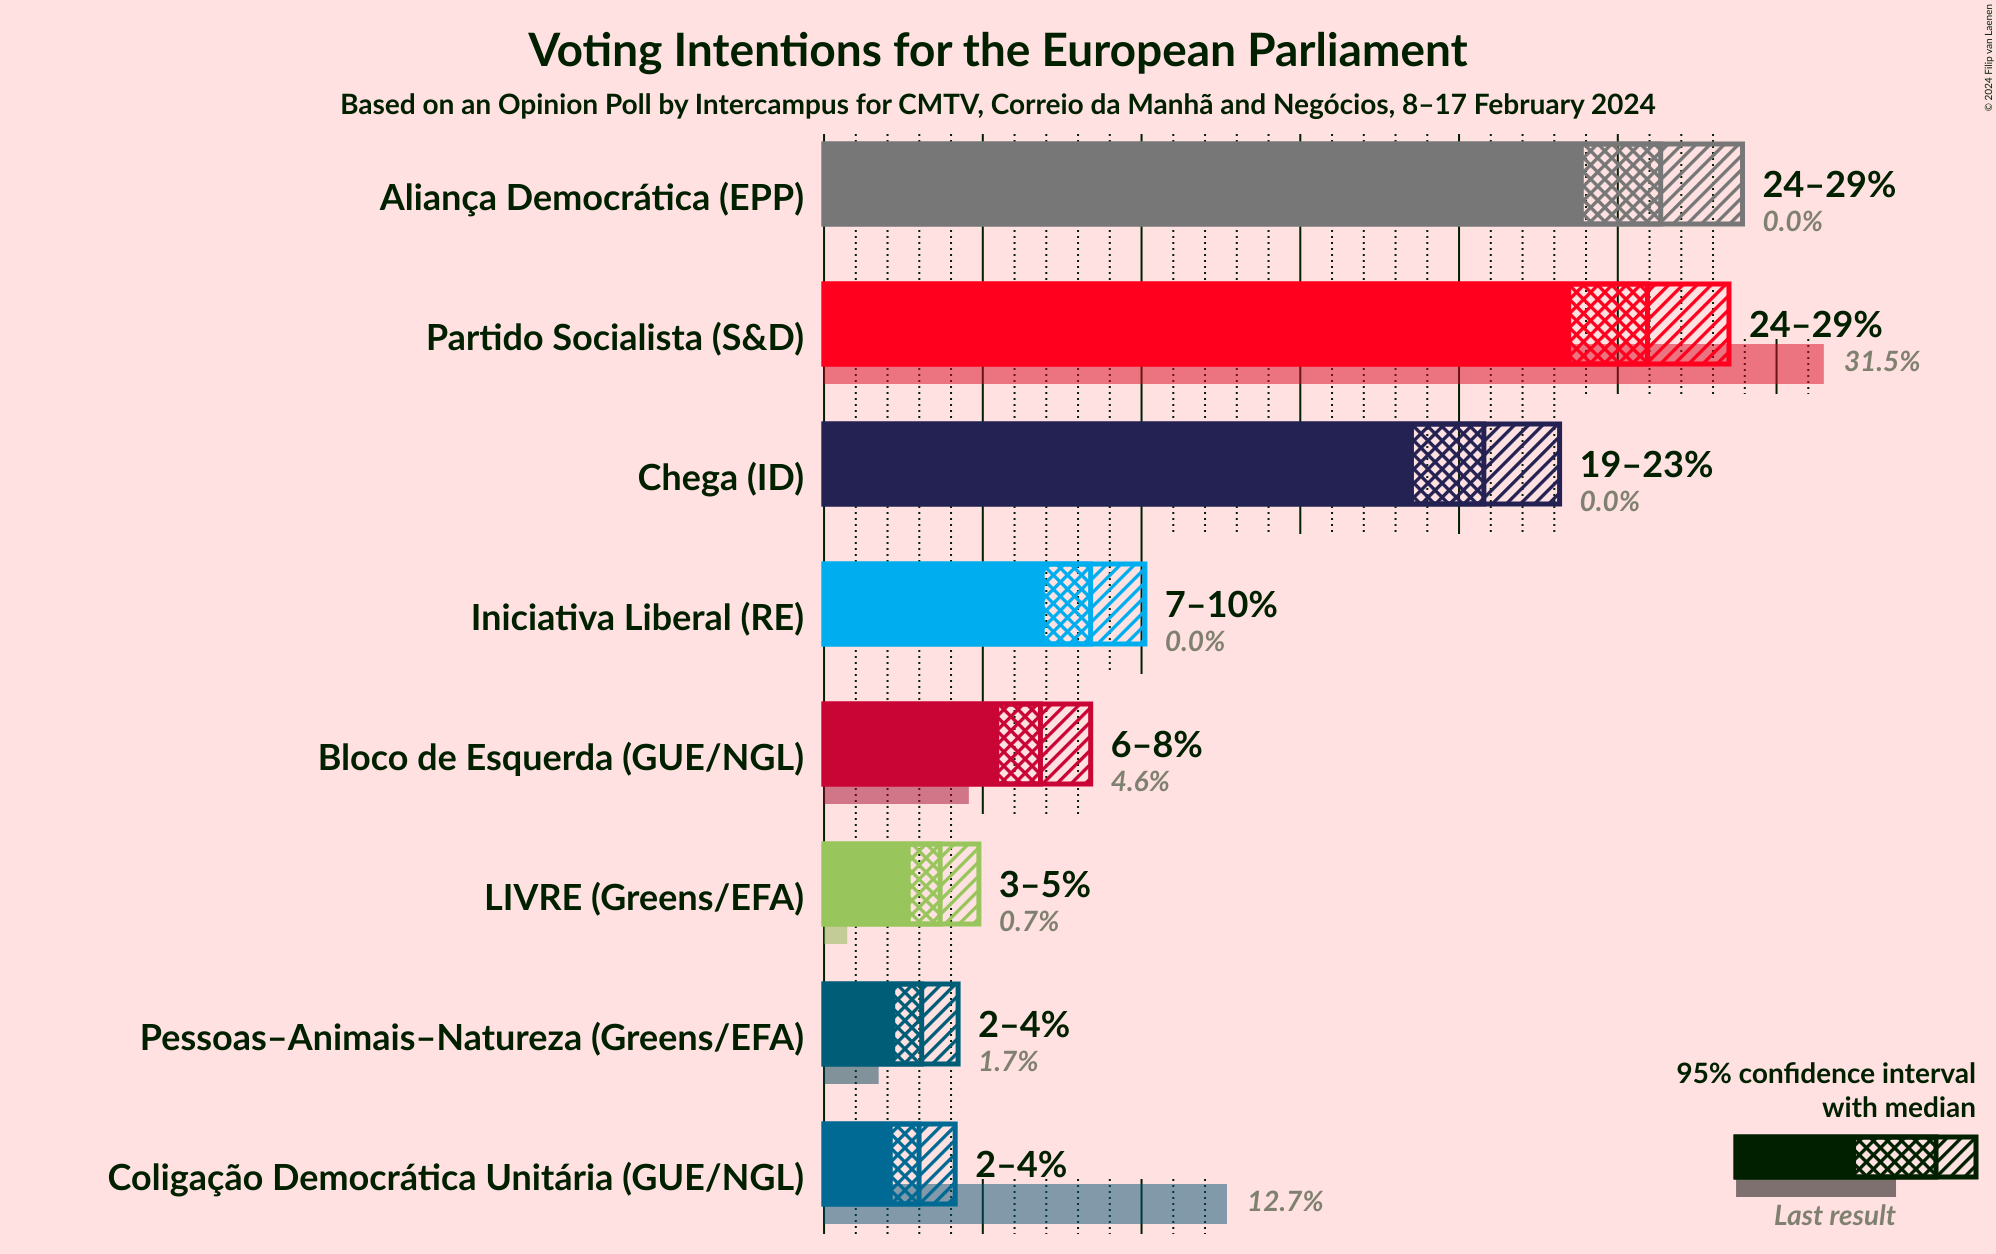 Voting Intentions for the European Parliament
Based on an Opinion Poll by Intercampus for CMTV, Correio da Manhã and Negócios, 8–17 February 2024
© 2024 Filip van Laenen
Aliança Democrática (EPP)
24–29%
0.0%
Partido Socialista (S&D)
24–29%
31.5%
Chega (ID)
19–23%
0.0%
Iniciativa Liberal (RE)
7–10%
0.0%
Bloco de Esquerda (GUE/NGL)
6–8%
4.6%
LIVRE (Greens/EFA)
3–5%
0.7%
Pessoas–Animais–Natureza (Greens/EFA)
2–4%
1.7%
Coligação Democrática Unitária (GUE/NGL)
2–4%
12.7%
95% confidence interval
with median
Last result